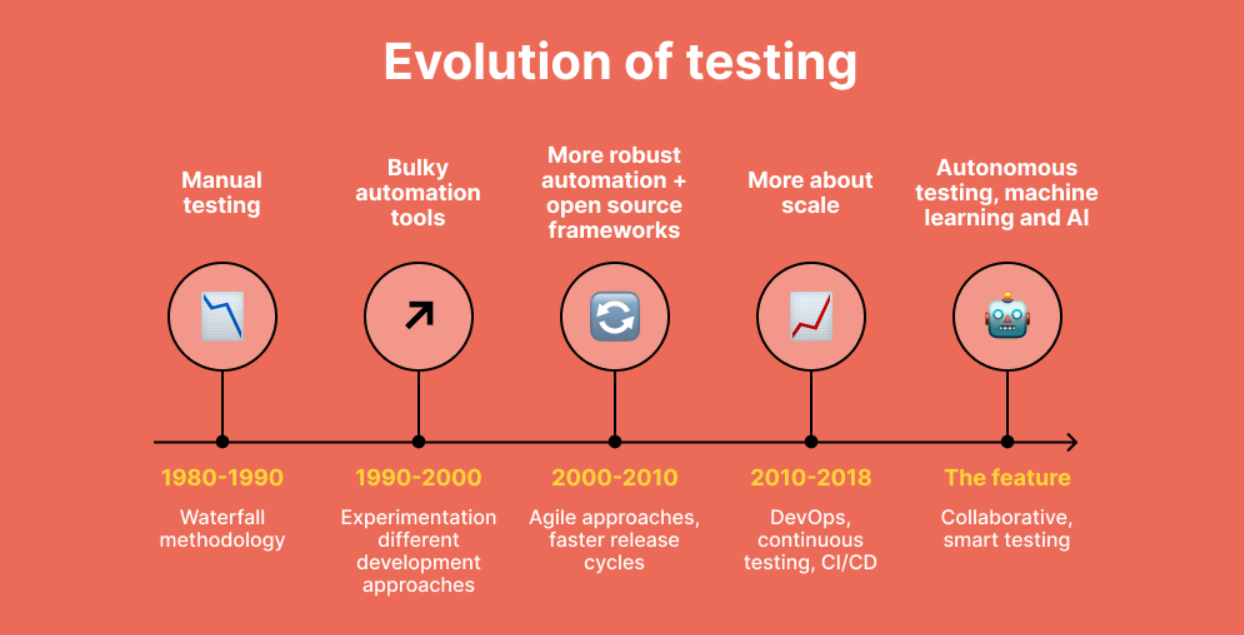 Evolution of testing
Manual
testing
Bulky
automation
tools
More robust
automation +
open source
frameworks
More about
scale
Autonomous
testing, machine
learning and AI
1980-1990
1990-2000
2000-2010
2010-2018
The feature
Waterfall
methodology
Experimentation
different
development
approaches
Agile approaches,
faster release
cycles
DevOps,
continuous
testing, CI/CD
Collaborative,
smart testing